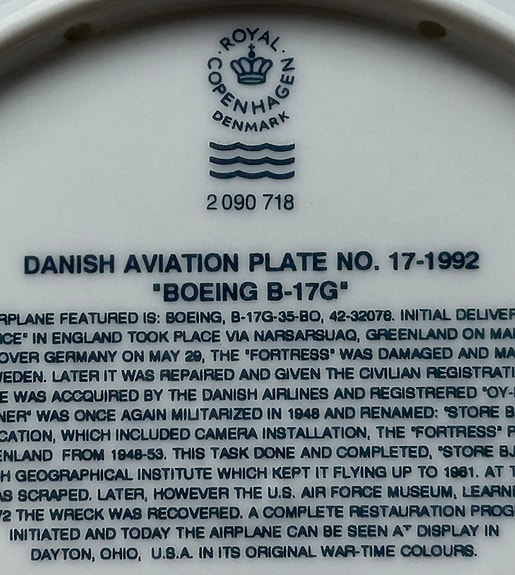 ROYAL
COPENHAGEN
DENMARK
2 090 718
DANISH AVIATION PLATE NO. 17-1992
"BOEING B-17G"
RPLANE FEATURED IS: BOEING, B-17G-35-BO, 42-32076. INITIAL DELIVER
CE" IN ENGLAND TOOK PLACE VIA NARSARSUAQ, GREENLAND ON MA
OVER GERMANY ON MAY 29, THE "FORTRESS" WAS DAMAGED AND MA
WEDEN. LATER IT WAS REPAIRED AND GIVEN THE CIVILIAN REGISTRATI
E WAS ACCQUIRED BY THE DANISH AIRLINES AND REGISTRERED "OY-
NER" WAS ONCE AGAIN MILITARIZED IN 1948 AND RENAMED: "STORE B
CATION, WHICH INCLUDED CAMERA INSTALLATION, THE "FORTRESS" P
ENLAND FROM 1948-53. THIS TASK DONE AND COMPLETED, "STORE BJ
H GEOGRAPHICAL INSTITUTE WHICH KEPT IT FLYING UP TO 1961. AT T
AS SCRAPED. LATER, HOWEVER THE U.S. AIR FORCE MUSEUM, LEARNE
72 THE WRECK WAS RECOVERED. A COMPLETE RESTAURATION PROG
INITIATED AND TODAY THE AIRPLANE CAN BE SEEN AT DISPLAY IN
DAYTON, OHIO, U.S.A. IN ITS ORIGINAL WAR-TIME COLOURS.